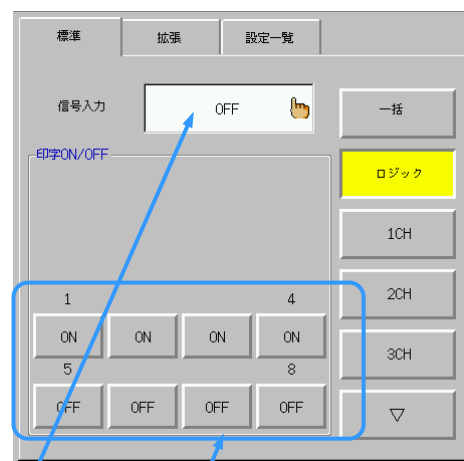 標準 拡張 設定一覧
信号入力 OFF 一括
印字ON/OFF
ロジック
1CH
1 4 2CH
ON ON ON ON
3CH
5 8
OFF OFF OFF OFF ▽